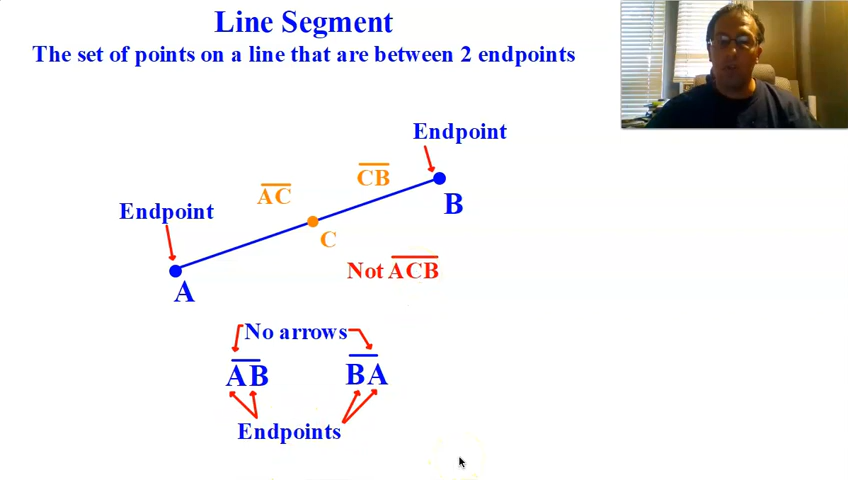 Line Segment
The set of points on a line that are between 2 endpoints
Endpoint
CB
AC
Endpoint
B
C
Not ACB
A
No arrows
AB BA
Endpoints